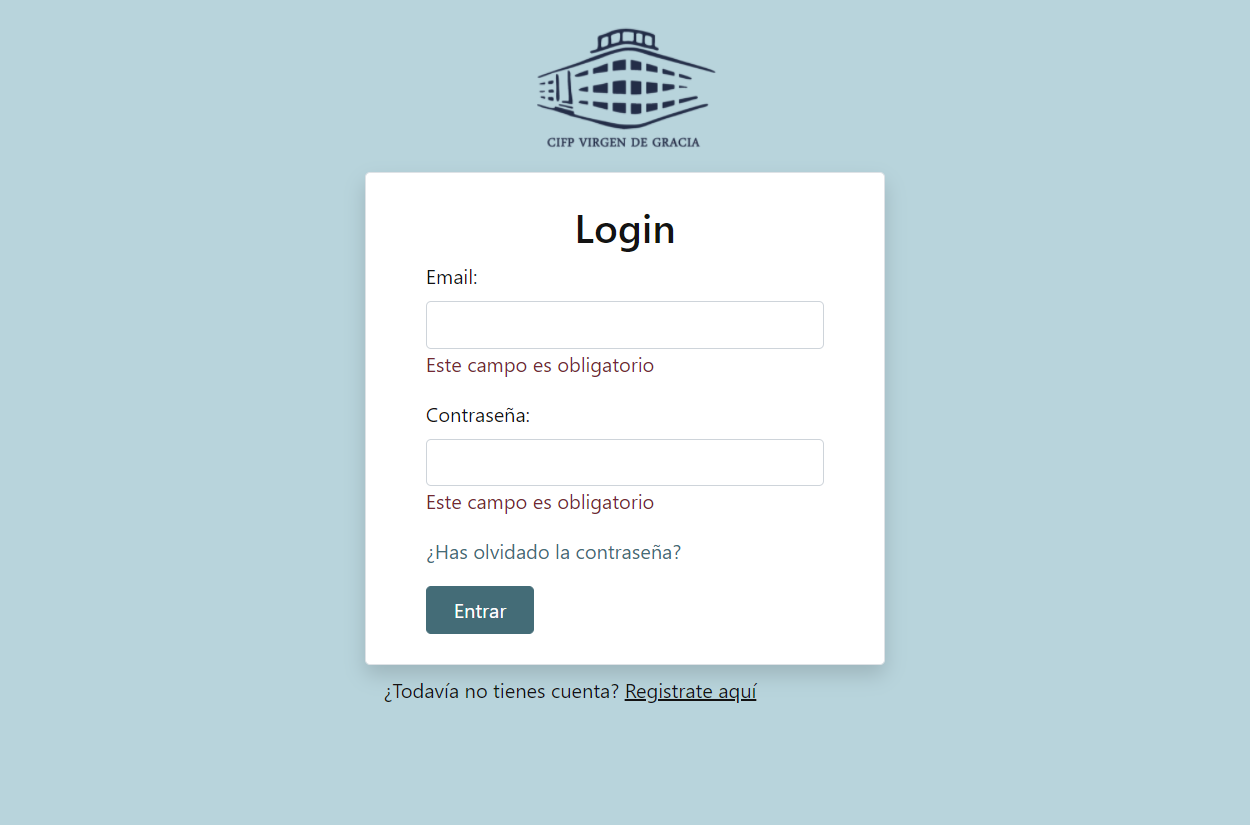 CIFP VIRGEN DE GRACIA
Login
Email:
Este campo es obligatorio
Contraseña:
Este campo es obligatorio
¿Has olvidado la contraseña?
Entrar
¿Todavía no tienes cuenta? Registrate aquí